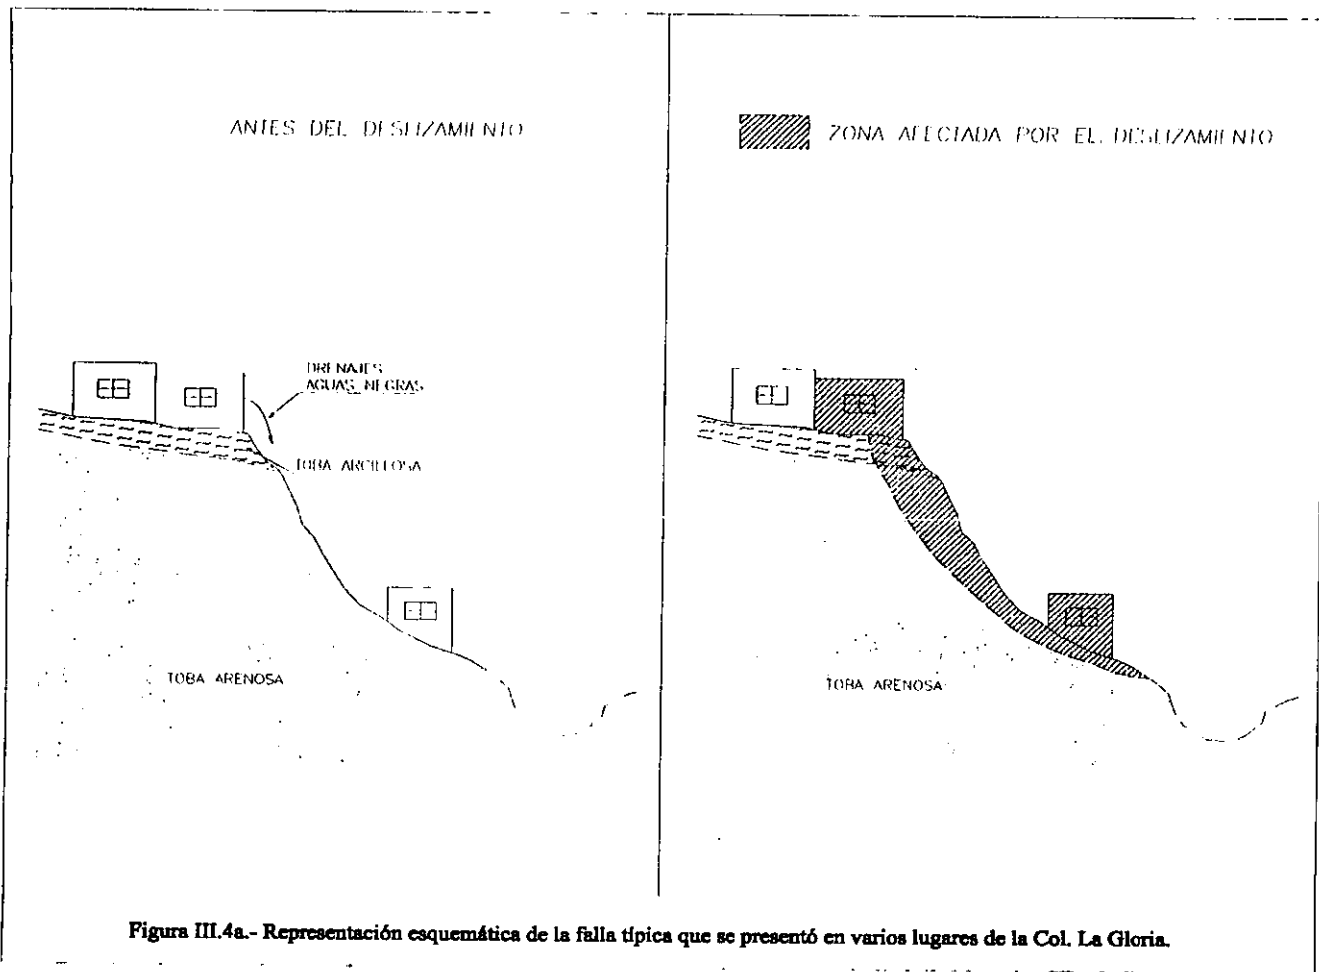 ANTES DEL DESLIZAMIENTO
DRENAJES
AGUAS NEGRAS
TOBA ARCILLOSA
TOBA ARENOSA
ZONA AFECTADA POR EL DESLIZAMIENTO
TOBA ARENOSA
Figura III.4a.- Representación esquemática de la falla típica que se presentó en varios lugares de la Col. La Gloria.